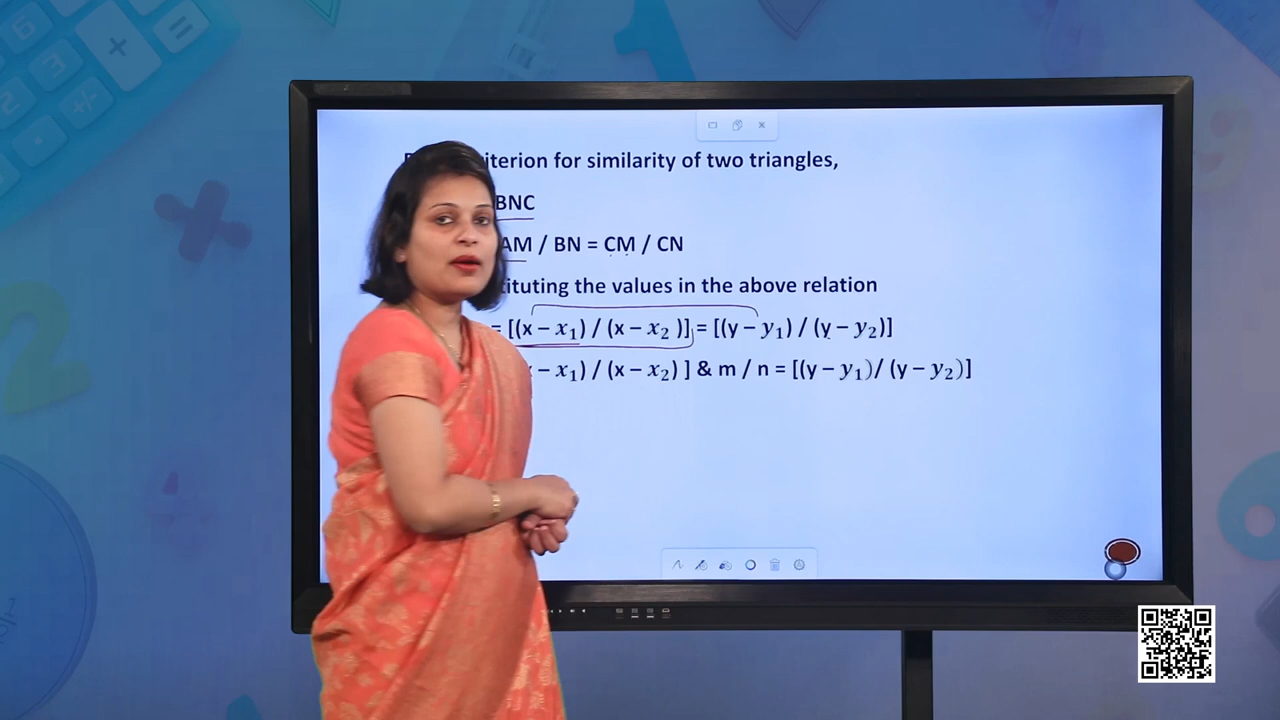 iterion for similarity of two triangles,
BNC
AM / BN = CM / CN
tituting the values in the above relation
= [(x − x₁) / (x − x₂ )] = [(y − y₁) / (y − y₂)]
− x₁) / (x − x₂) ] & m / n = [(y − y₁)/ (y − y₂)]